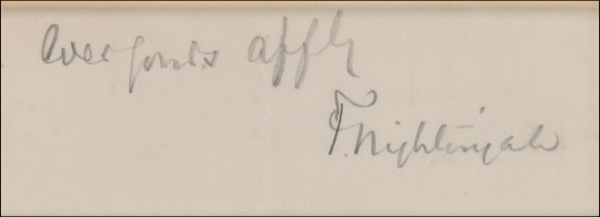 ever yours affly
F. Nightingale